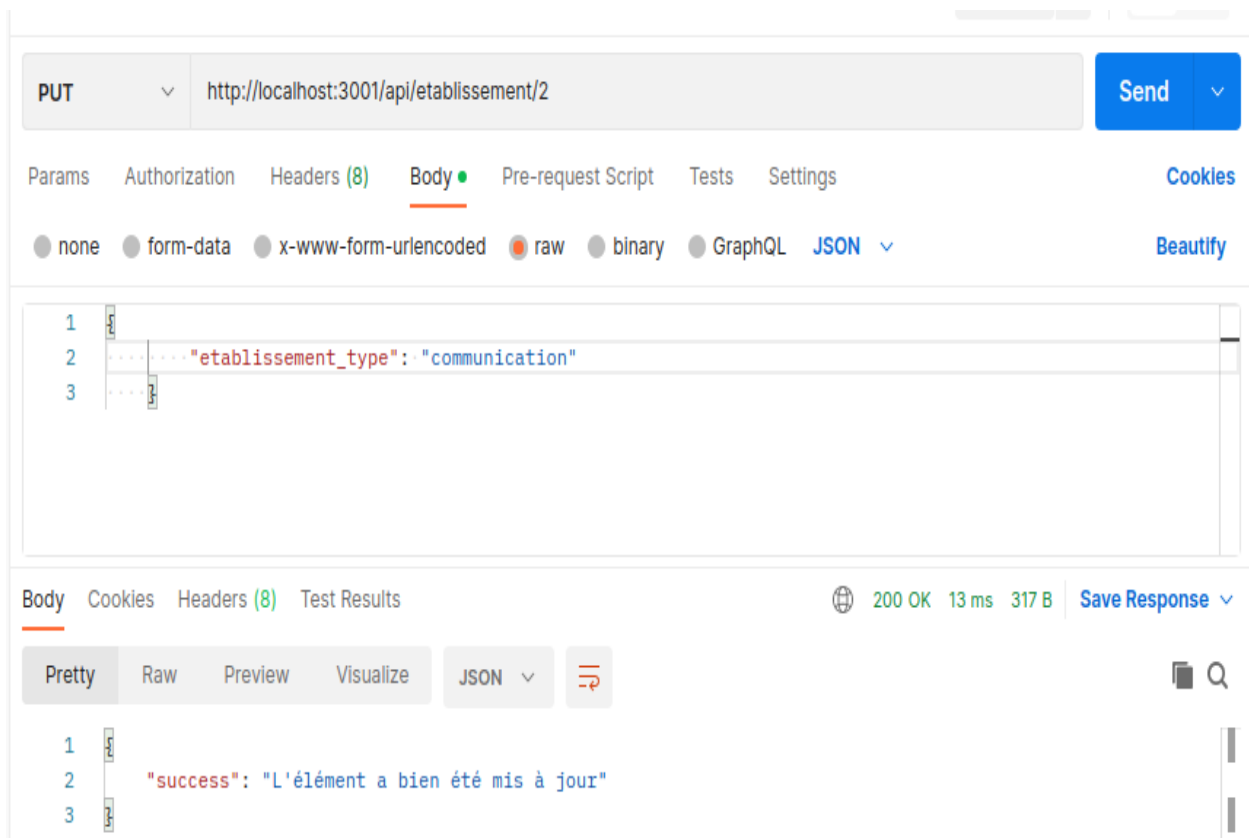 PUT http://localhost:3001/api/etablissement/2 Send
Params Authorization Headers (8) Body Pre-request Script Tests Settings Cookies
none form-data x-www-form-urlencoded raw binary GraphQL JSON Beautify
1 {
2 "etablissement_type": "communication"
3 }
Body Cookies Headers (8) Test Results 200 OK 13 ms 317 B Save Response
Pretty Raw Preview Visualize JSON
1 {
2 "success": "L'élément a bien été mis à jour"
3 }